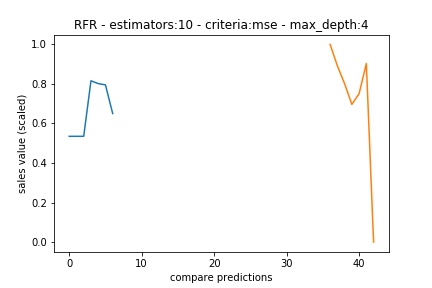 RFR - estimators:10 - criteria:mse - max_depth:4
sales value (scaled)
1.0
0.8
0.6
0.4
0.2
0.0
0 10 20 30 40
compare predictions